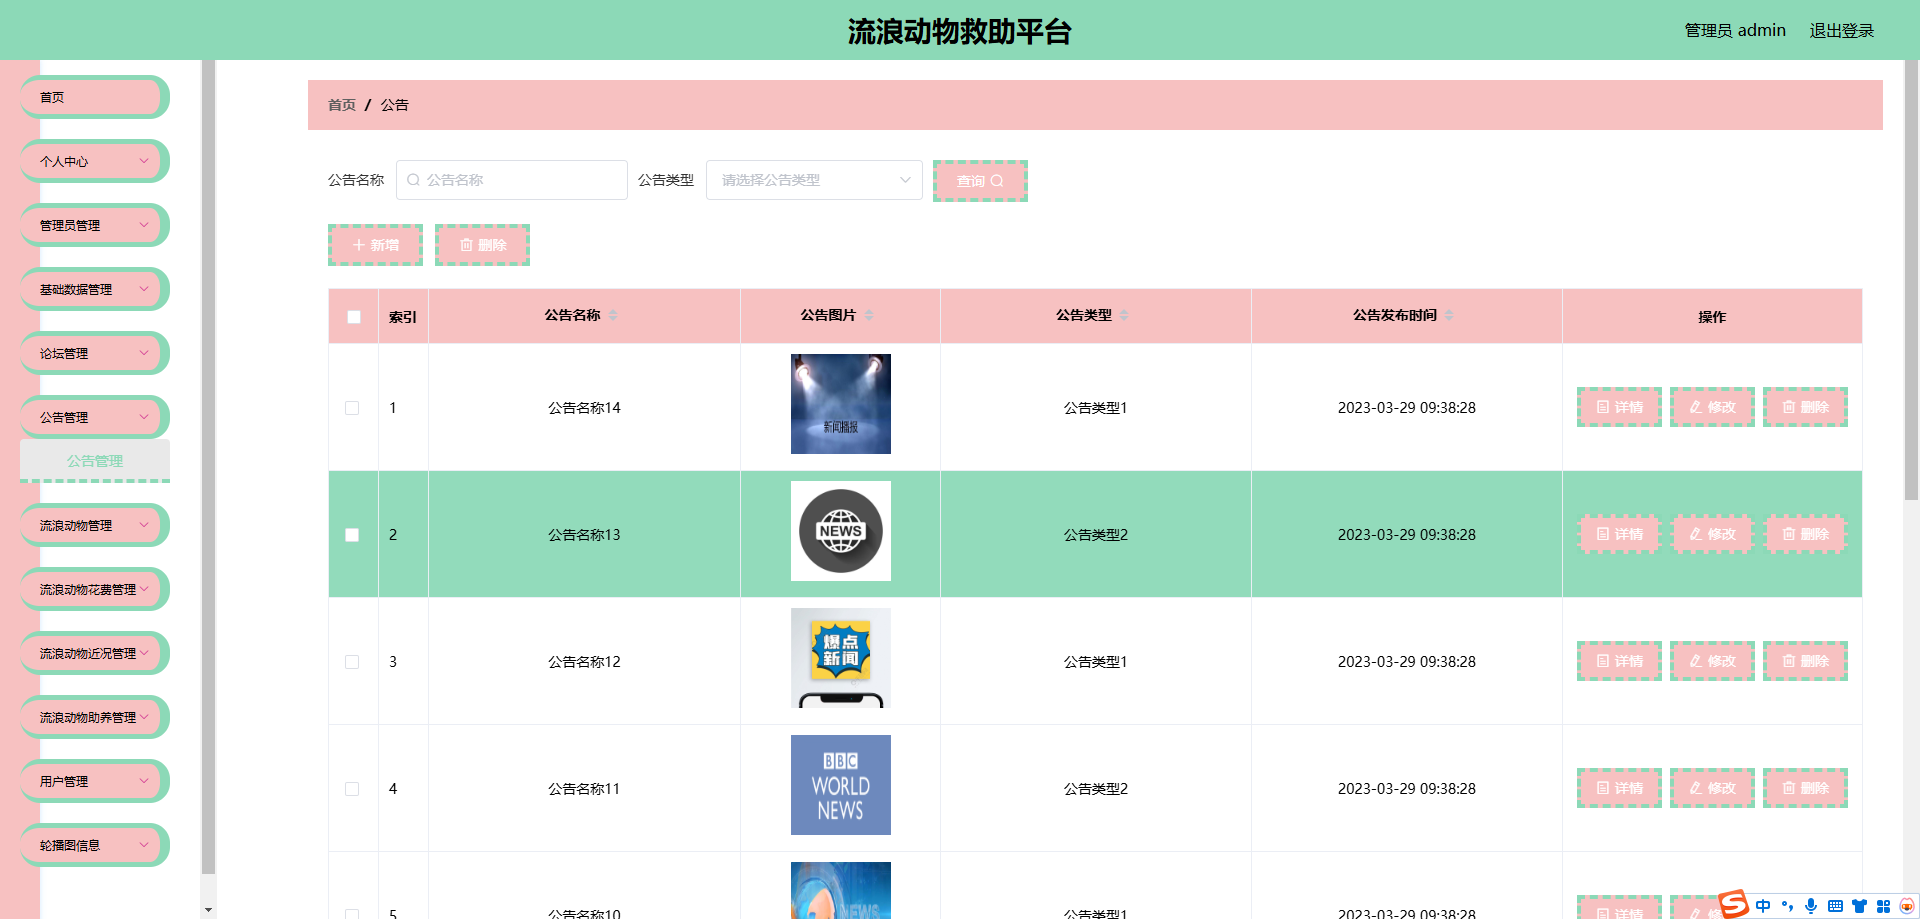 流浪动物救助平台
管理员 admin 退出登录
首页
个人中心
管理员管理
基础数据管理
论坛管理
公告管理
公告管理
流浪动物管理
流浪动物花费管理
流浪动物近况管理
流浪动物助养管理
用户管理
轮播图信息
首页 / 公告
公告名称 公告名称 公告类型 请选择公告类型 查询
新增 删除
索引 公告名称 公告图片 公告类型 公告发布时间 操作
1 公告名称14 新闻播报 公告类型1 2023-03-29 09:38:28 详情 修改 删除
2 公告名称13 NEWS 公告类型2 2023-03-29 09:38:28 详情 修改 删除
3 公告名称12 爆点新闻 公告类型1 2023-03-29 09:38:28 详情 修改 删除
4 公告名称11 BBC WORLD NEWS 公告类型2 2023-03-29 09:38:28 详情 修改 删除
5 公告名称10 NEWS 公告类型1 2023-03-29 09:38:28 详情
中